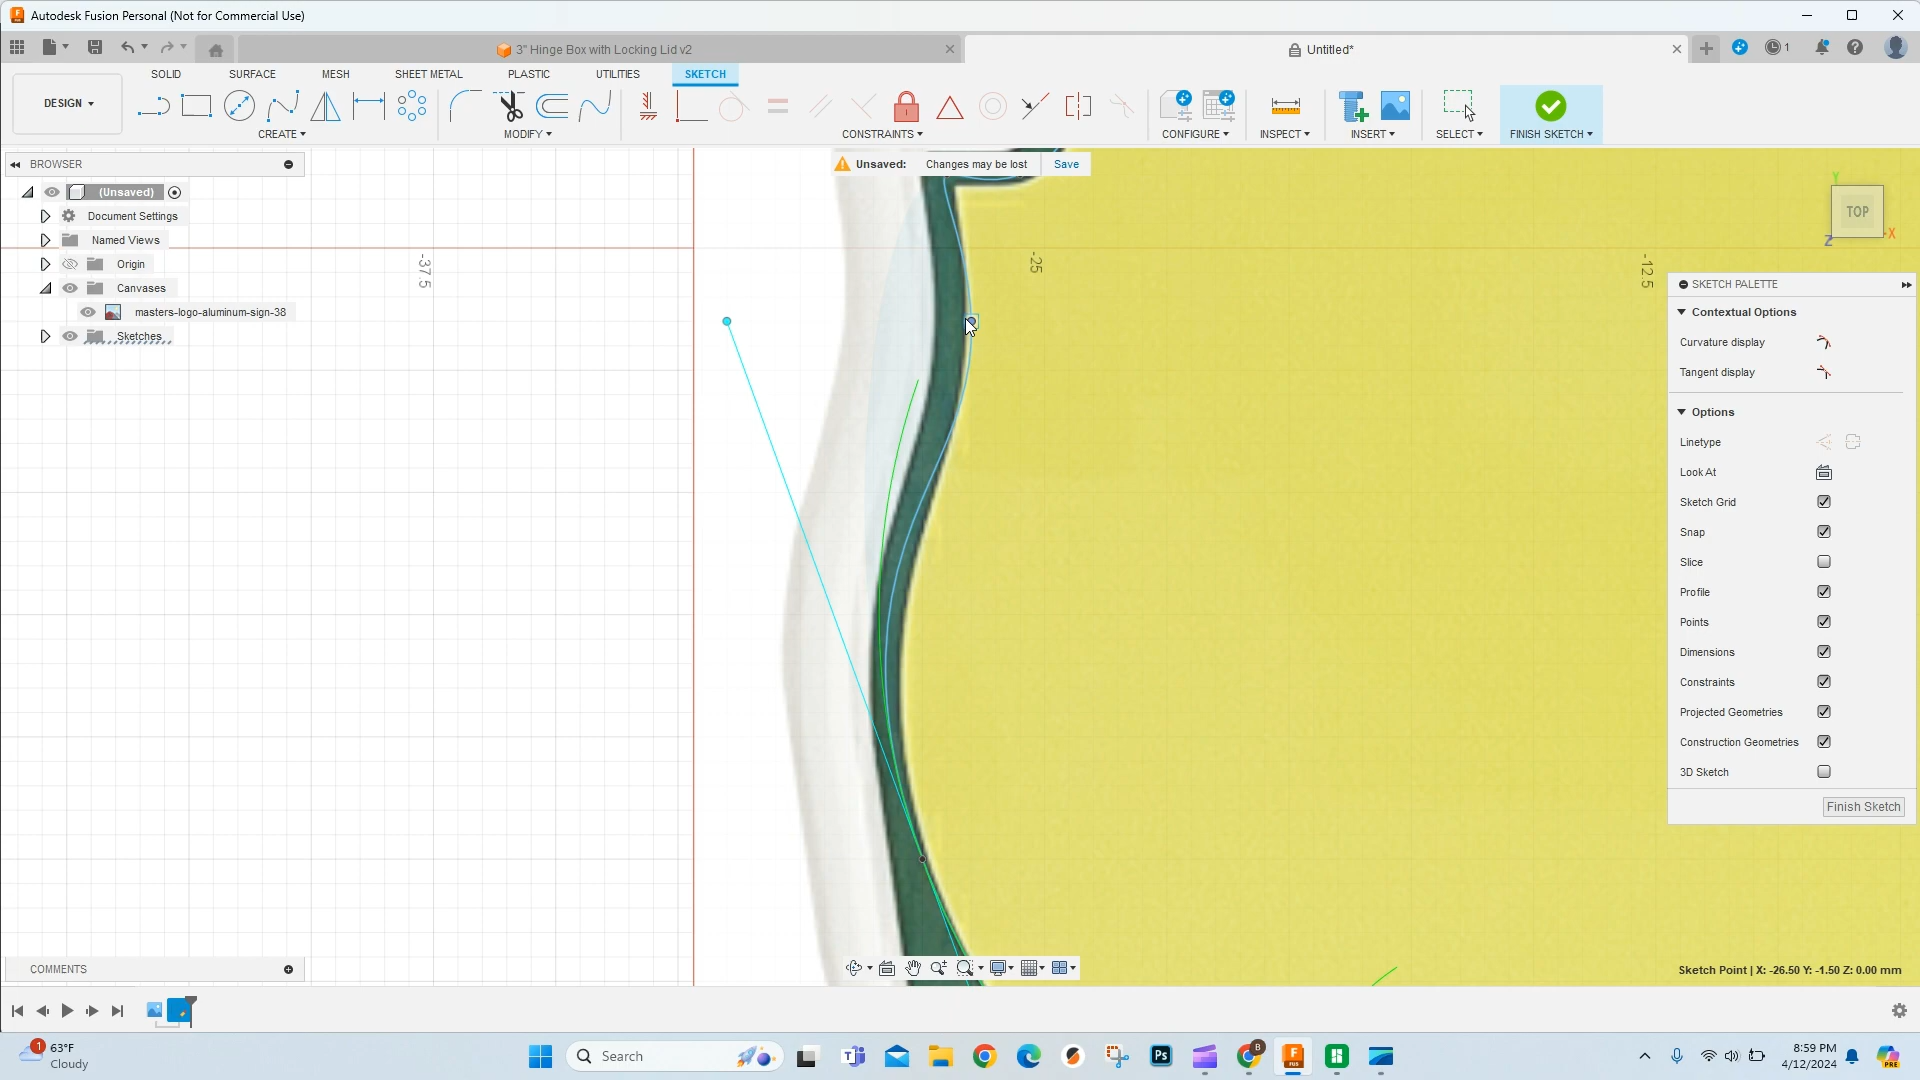 Autodesk Fusion Personal (Not for Commercial Use)
3" Hinge Box with Locking Lid v2
Untitled*
1
DESIGN
SOLID
SURFACE
MESH
SHEET METAL
PLASTIC
UTILITIES
SKETCH
CREATE
MODIFY
CONSTRAINTS
CONFIGURE
INSPECT
INSERT
SELECT
FINISH SKETCH
BROWSER
Unsaved:
Changes may be lost
Save
(Unsaved)
Document Settings
Named Views
Origin
Canvases
masters-logo-aluminum-sign-38
Sketches
-37.5
-25
-12.5
Y
TOP
Z
X
SKETCH PALETTE
Contextual Options
Curvature display
Tangent display
Options
Linetype
Look At
Sketch Grid
Snap
Slice
Profile
Points
Dimensions
Constraints
Projected Geometries
Construction Geometries
3D Sketch
Finish Sketch
COMMENTS
Sketch Point | X: -26.50 Y: -1.50 Z: 0.00 mm
1
63°F
Cloudy
Search
Ps
B
F
FUS
8:59 PM
4/12/2024
PRE